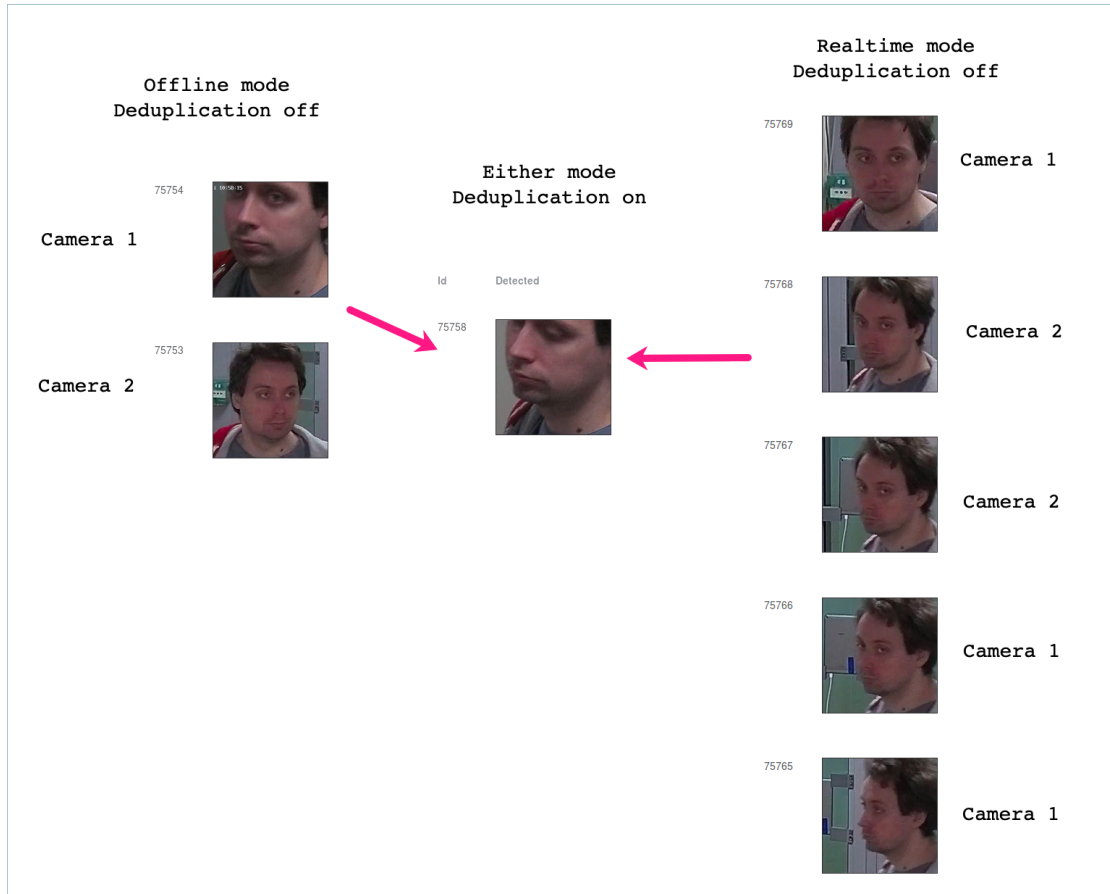 Offline mode
Deduplication off
75754
Camera 1
75753
Camera 2
Either mode
Deduplication on
Id Detected
75758
Realtime mode
Deduplication off
75769
Camera 1
75768
Camera 2
75767
Camera 2
75766
Camera 1
75765
Camera 1